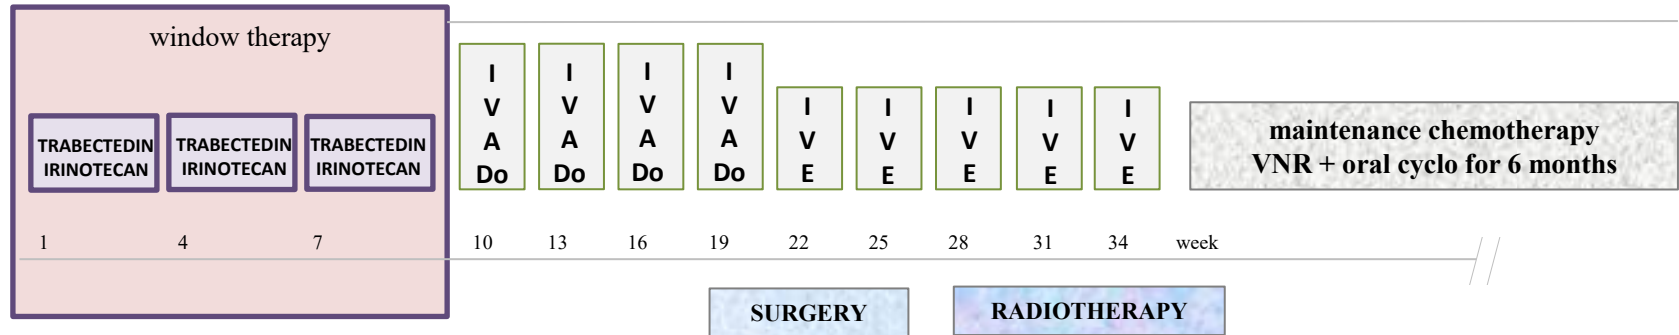 window therapy
TRABECTEDIN
IRINOTECAN
TRABECTEDIN
IRINOTECAN
TRABECTEDIN
IRINOTECAN
I
V
A
Do
I
V
A
Do
I
V
A
Do
I
V
A
Do
I
V
E
I
V
E
I
V
E
I
V
E
I
V
E
maintenance chemotherapy
VNR + oral cyclo for 6 months
1 4 7 10 13 16 19 22 25 28 31 34 week
SURGERY
RADIOTHERAPY